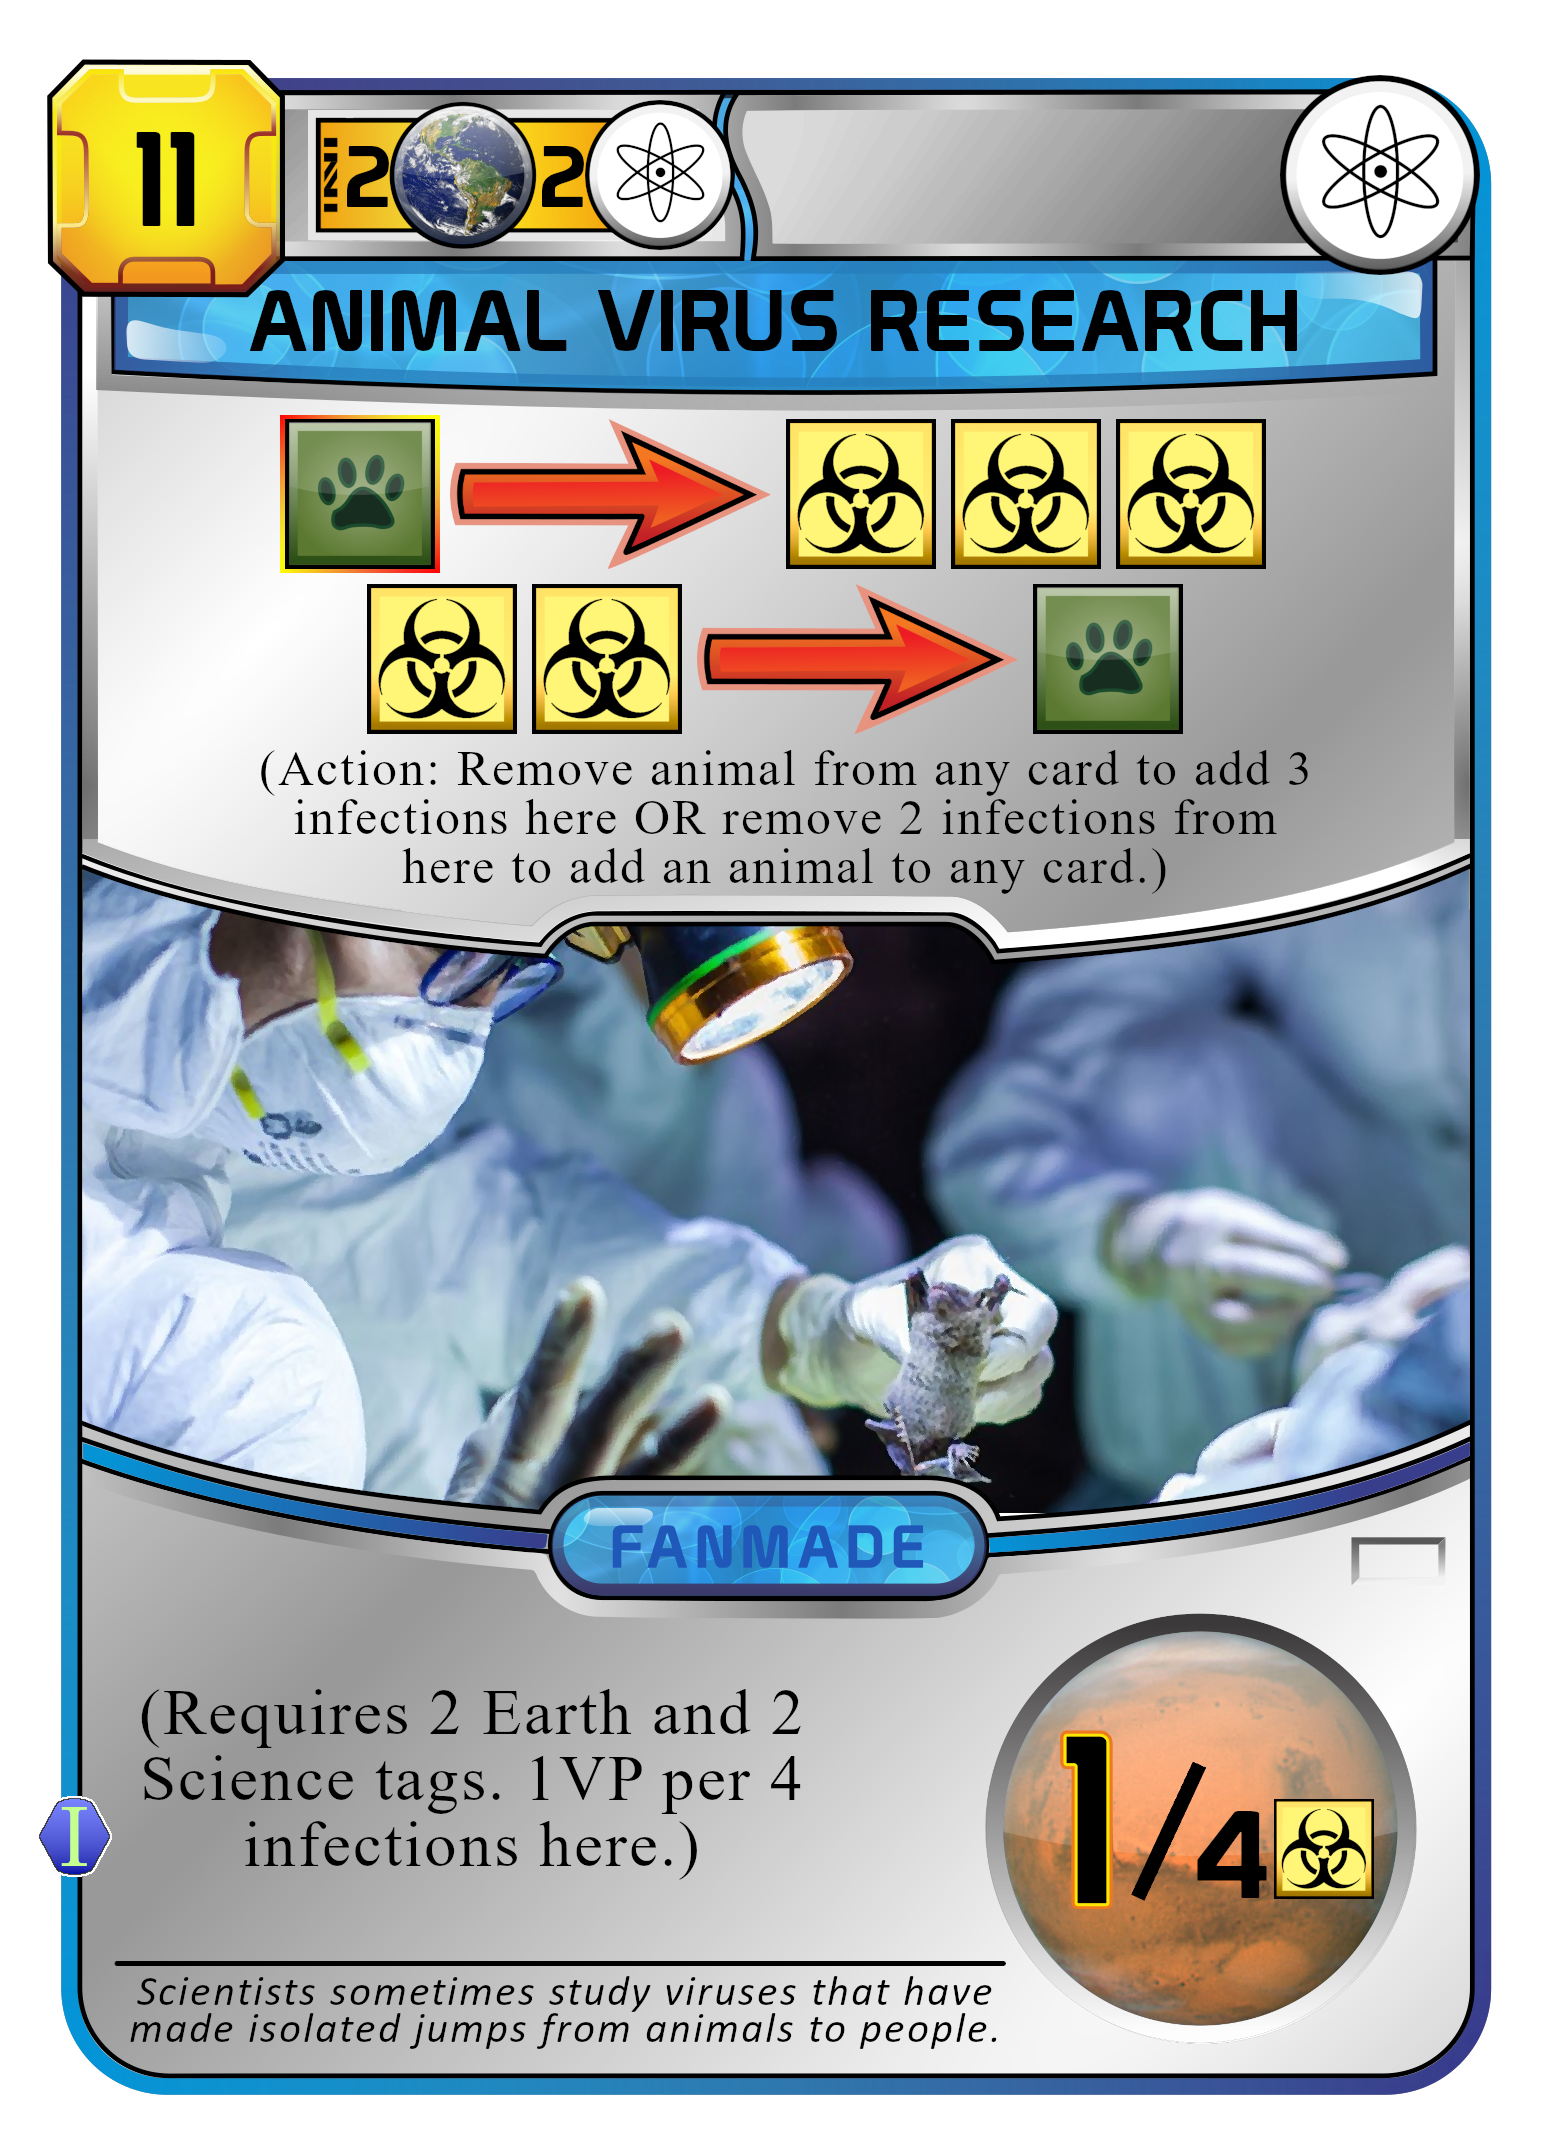 11
INNI 2 2
ANIMAL VIRUS RESEARCH
(Action: Remove animal from any card to add 3
infections here OR remove 2 infections from
here to add an animal to any card.)
FANMADE
(Requires 2 Earth and 2
Science tags. 1VP per 4
infections here.)
1/4
I
Scientists sometimes study viruses that have
made isolated jumps from animals to people.